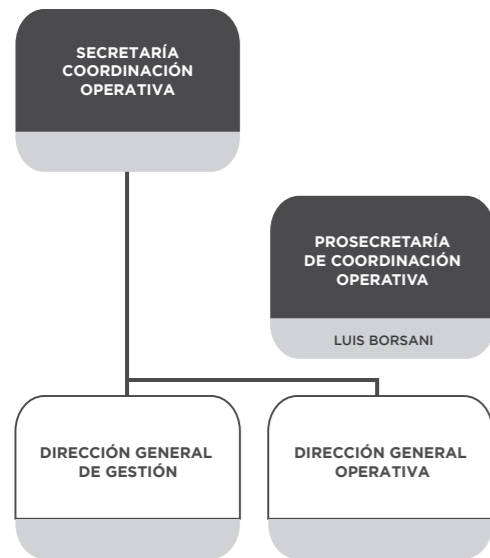 SECRETARÍA
COORDINACIÓN
OPERATIVA
PROSECRETARÍA
DE COORDINACIÓN
OPERATIVA
LUIS BORSANI
DIRECCIÓN GENERAL
DE GESTIÓN
DIRECCIÓN GENERAL
OPERATIVA